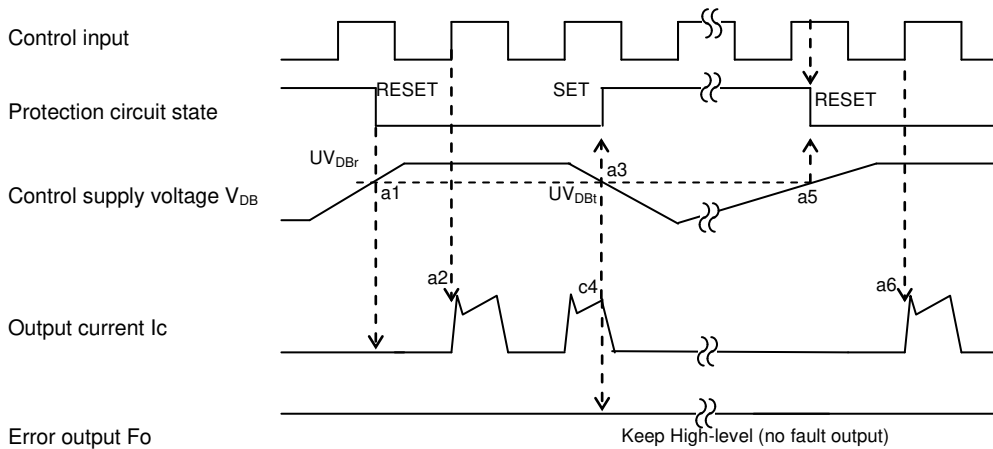 Control input
RESET
SET
RESET
Protection circuit state
UVDBr
a3
Control supply voltage VDB
a1
UVDBt
a5
a2
c4
a6
Output current Ic
Error output Fo
Keep High-level (no fault output)